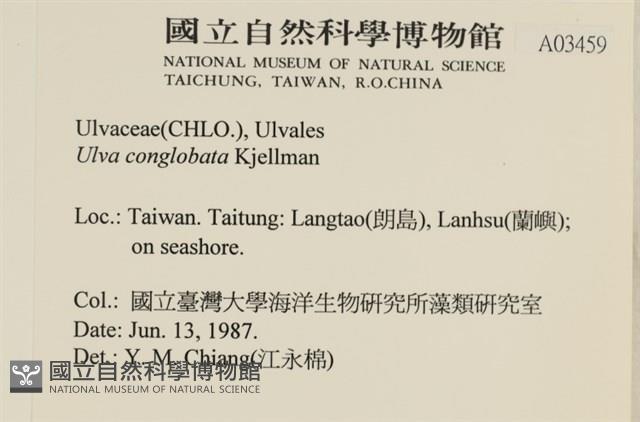 國立自然科學博物館
A03459
NATIONAL MUSEUM OF NATURAL SCIENCE
TAICHUNG, TAIWAN, R.O.CHINA
Ulvaceae(CHLO.), Ulvales
Ulva conglobata Kjellman
Loc.: Taiwan. Taitung: Langtao(朗島), Lanhsu(蘭嶼);
on seashore.
Col.: 國立臺灣大學海洋生物研究所藻類研究室
Date: Jun. 13, 1987.
Det.: Y. M. Chiang(江永棉)
國立自然科學博物館
NATIONAL MUSEUM OF NATURAL SCIENCE